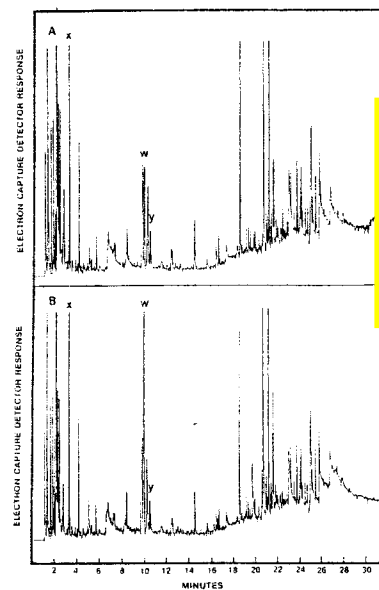 A
x
w
y
ELECTRON CAPTURE DETECTOR RESPONSE
B
x
w
y
ELECTRON CAPTURE DETECTOR RESPONSE
2 4 6 8 10 12 14 16 18 20 22 24 26 28 30
MINUTES